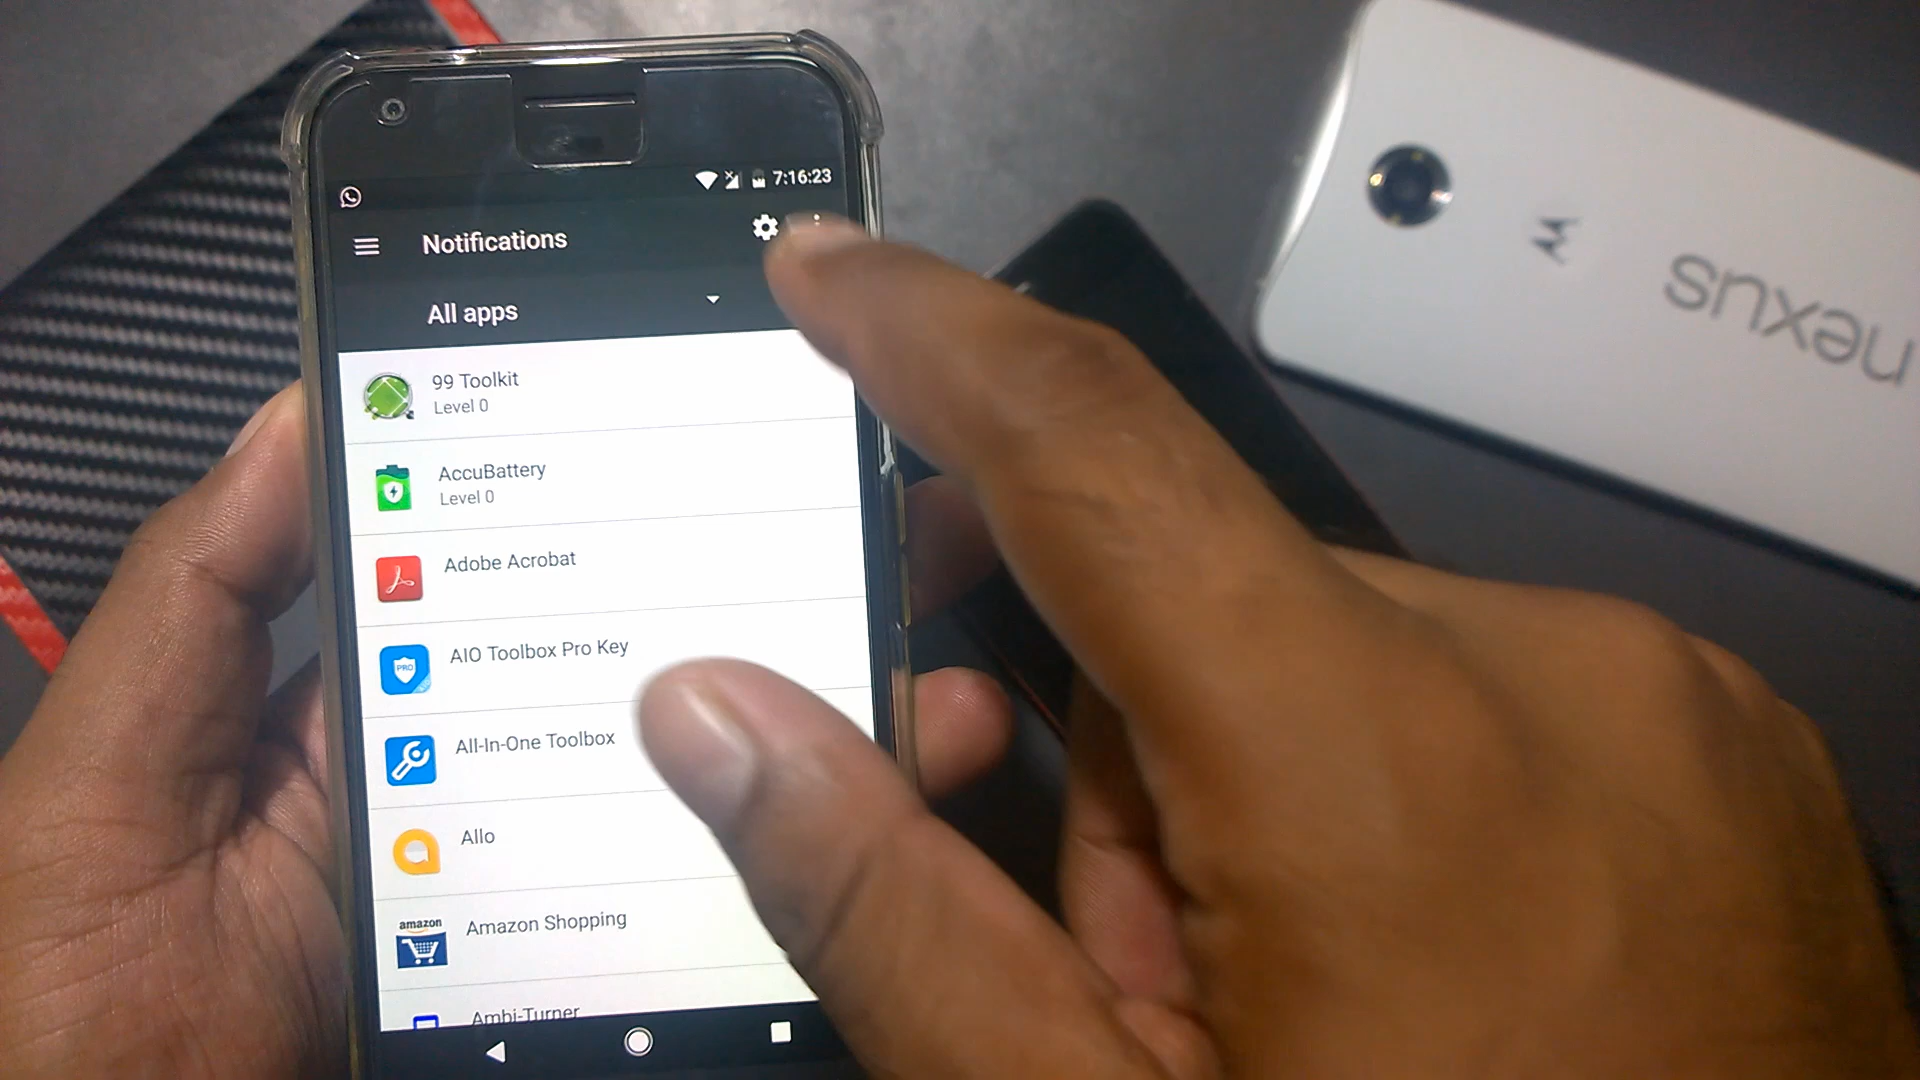 7:16:23
Notifications
All apps
99 Toolkit
Level 0
AccuBattery
Level 0
Adobe Acrobat
PRO
AIO Toolbox Pro Key
All-In-One Toolbox
Allo
amazon
Amazon Shopping
Ambi-Turner
nexus